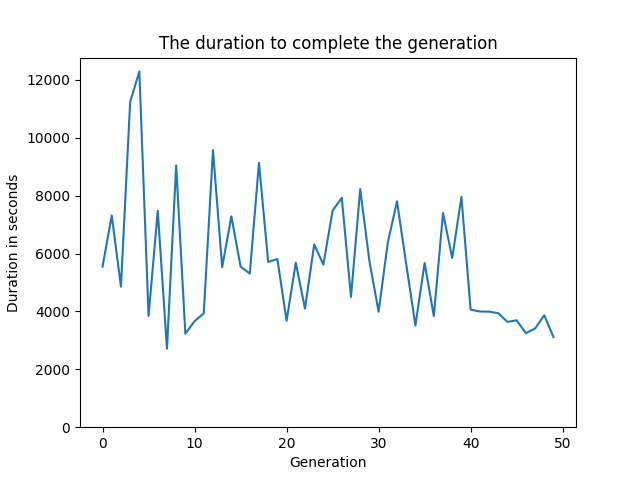 The duration to complete the generation
12000
10000
8000
6000
4000
2000
0
Duration in seconds
0 10 20 30 40 50
Generation